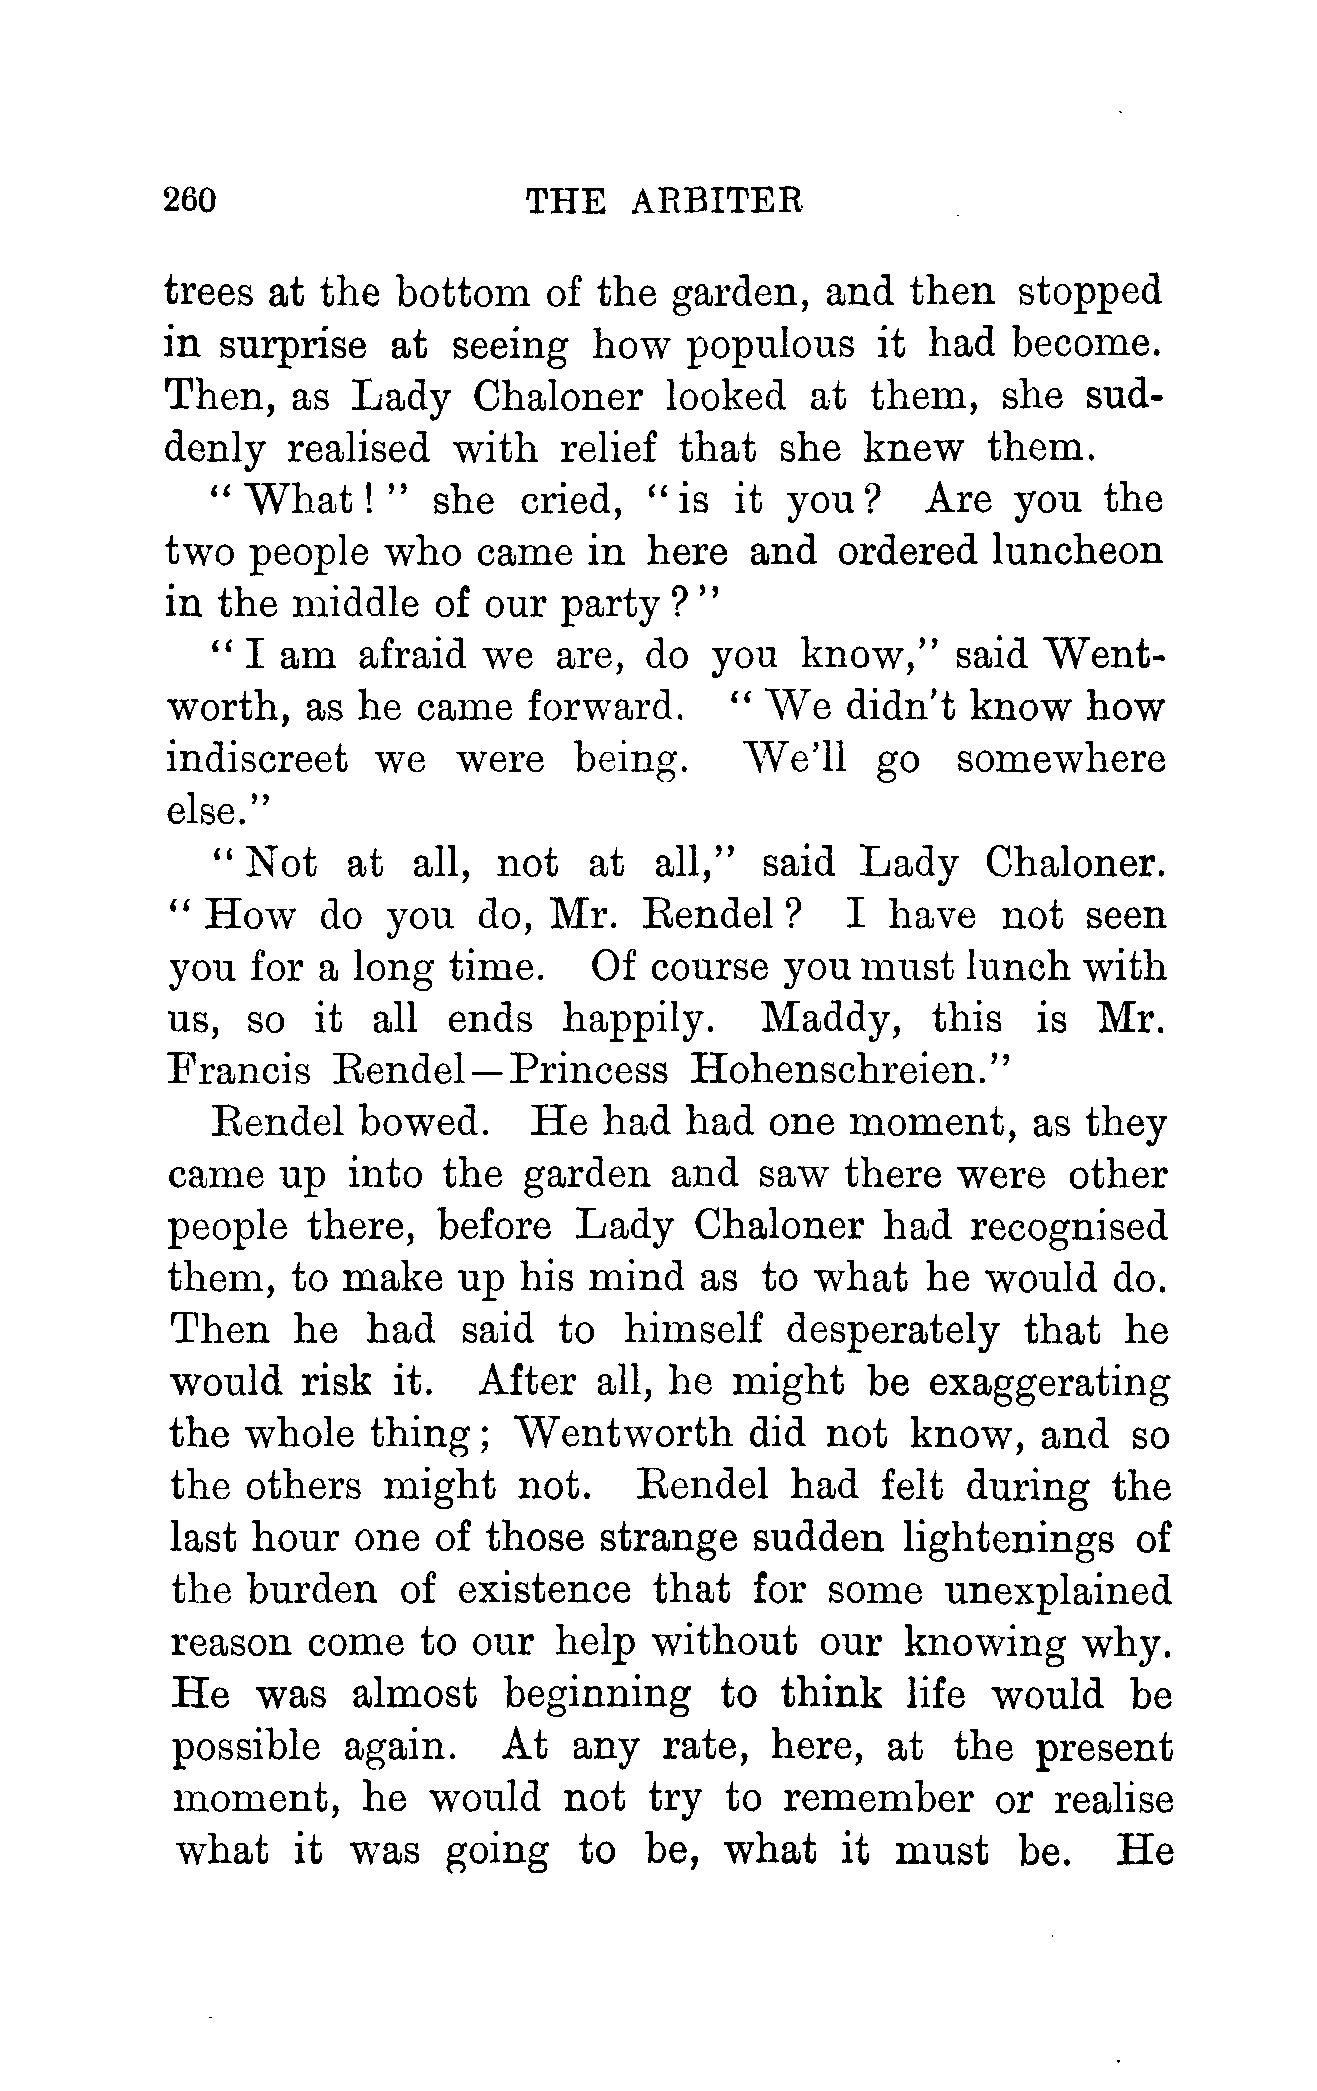 260 THE ARBITER
trees at the bottom of the garden, and then stopped
in surprise at seeing how populous it had become.
Then, as Lady Chaloner looked at them, she sud-
denly realised with relief that she knew them.
“ What ! ” she cried, “ is it you ? Are you the
two people who came in here and ordered luncheon
in the middle of our party ? ”
“ I am afraid we are, do you know,” said Went-
worth, as he came forward. “ We didn't know how
indiscreet we were being. We'll go somewhere
else.”
“ Not at all, not at all,” said Lady Chaloner.
“ How do you do, Mr. Rendel ? I have not seen
you for a long time. Of course you must lunch with
us, so it all ends happily. Maddy, this is Mr.
Francis Rendel—Princess Hohenschreien.”
Rendel bowed. He had had one moment, as they
came up into the garden and saw there were other
people there, before Lady Chaloner had recognised
them, to make up his mind as to what he would do.
Then he had said to himself desperately that he
would risk it. After all, he might be exaggerating
the whole thing ; Wentworth did not know, and so
the others might not. Rendel had felt during the
last hour one of those strange sudden lightenings of
the burden of existence that for some unexplained
reason come to our help without our knowing why.
He was almost beginning to think life would be
possible again. At any rate, here, at the present
moment, he would not try to remember or realise
what it was going to be, what it must be. He